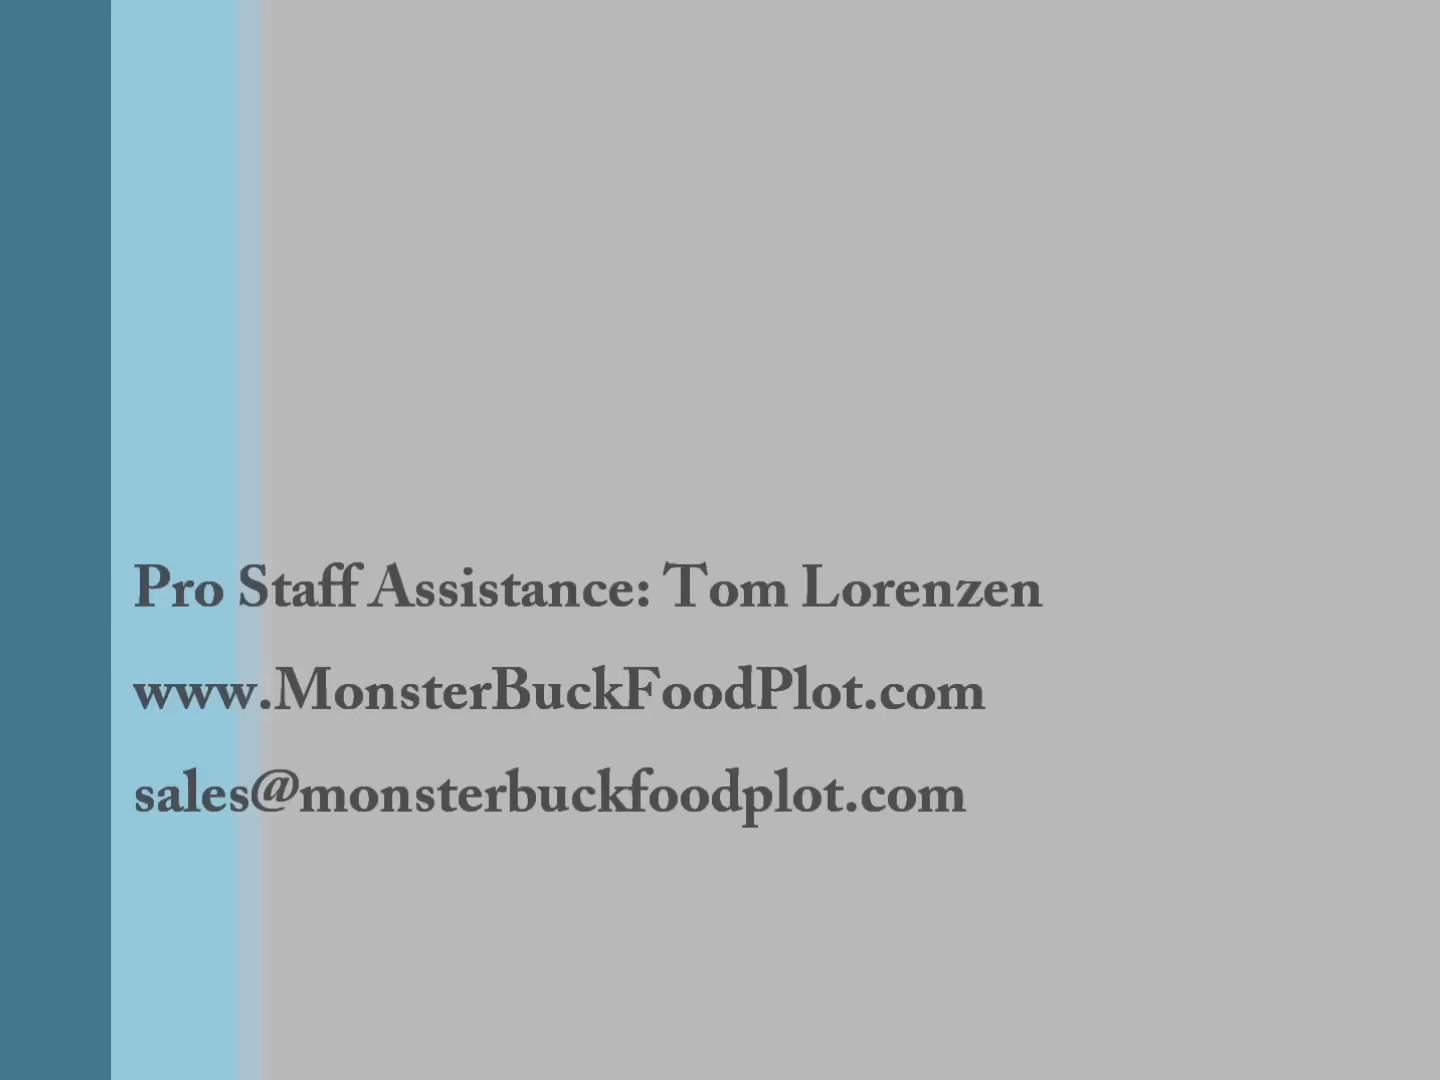 Pro Staff Assistance: Tom Lorenzen
www.MonsterBuckFoodPlot.com
sales@monsterbuckfoodplot.com